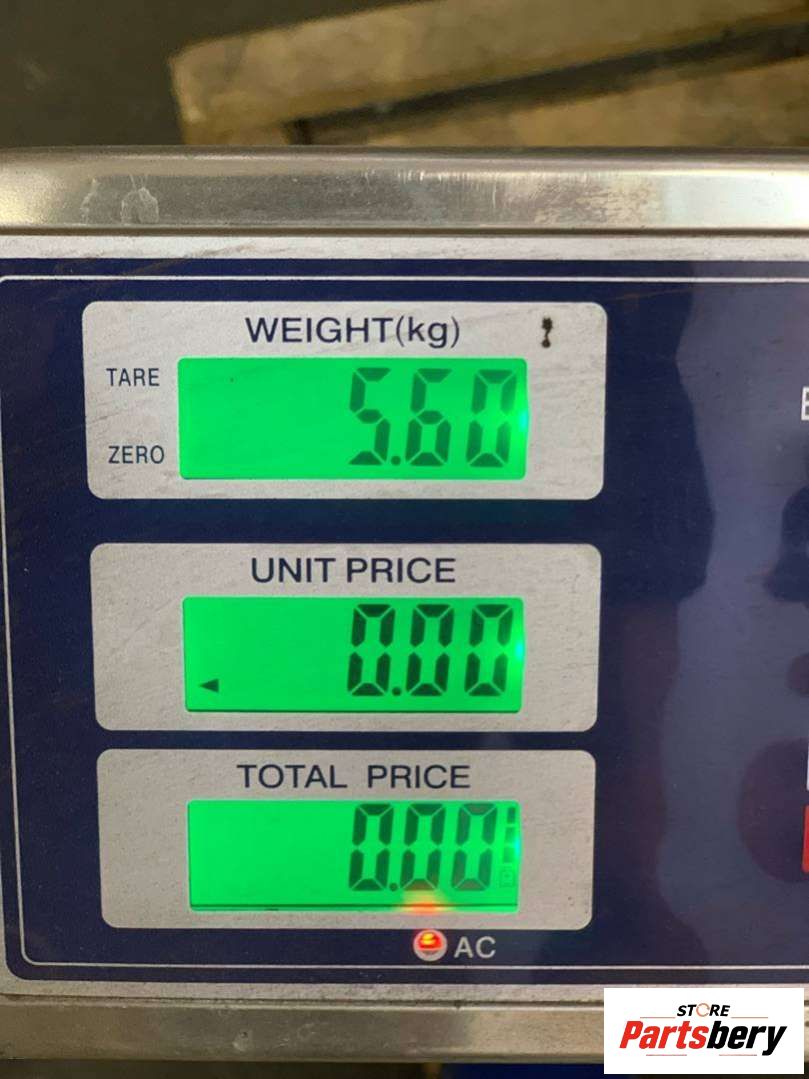 WEIGHT(kg)
TARE
5.60
ZERO
UNIT PRICE
0.00
TOTAL PRICE
0.00
AC
STORE
Partsbery